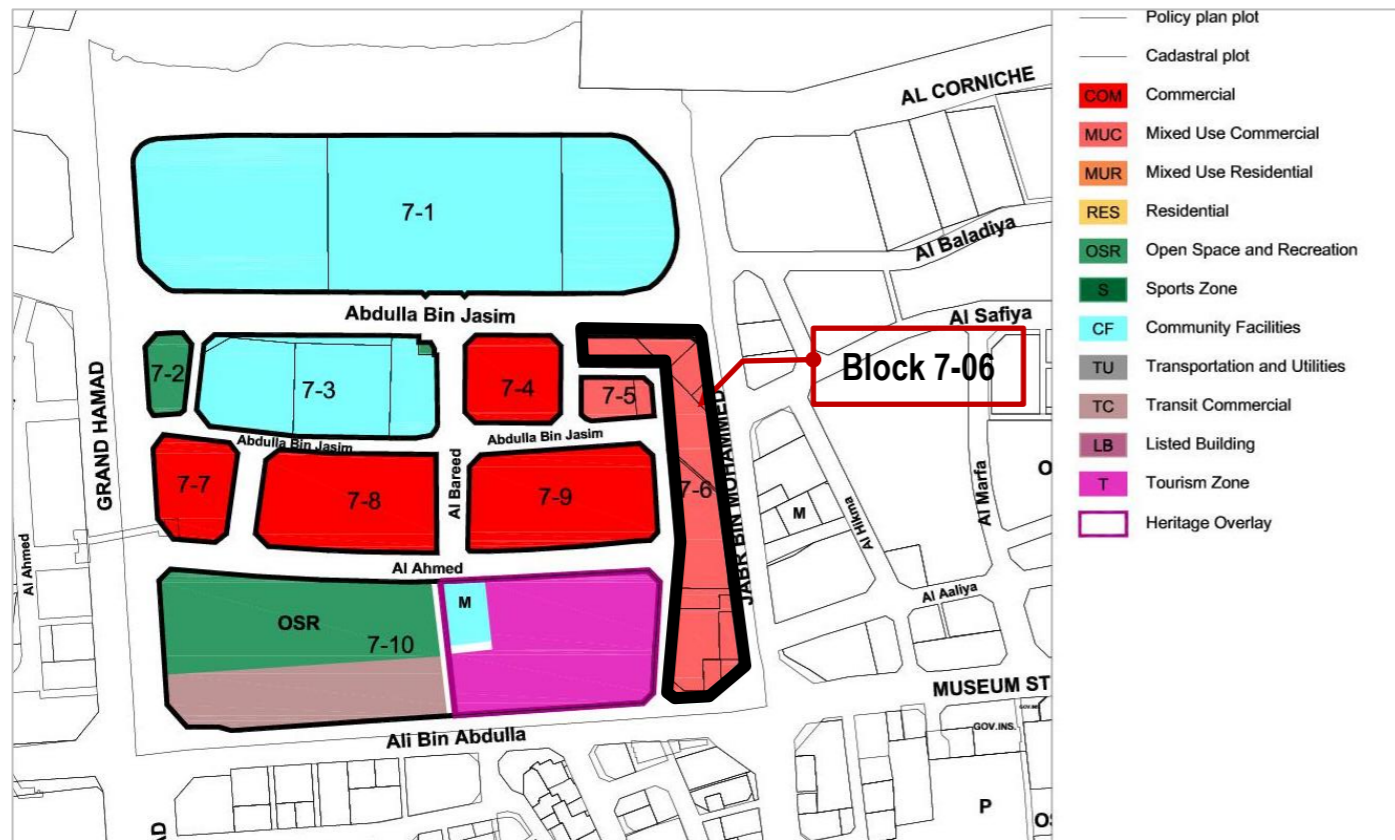 Policy plan plot
Cadastral plot
COM Commercial
MUC Mixed Use Commercial
MUR Mixed Use Residential
RES Residential
OSR Open Space and Recreation
S Sports Zone
CF Community Facilities
TU Transportation and Utilities
TC Transit Commercial
LB Listed Building
T Tourism Zone
Heritage Overlay
AL CORNICHE
Al Baladiya
Al Safiya
7-1
Abdulla Bin Jasim
Block 7-06
7-2
7-3
7-4
7-5
GRAND HAMAD
Abdulla Bin Jasim
Abdulla Bin Jasim
JABR BIN MOHAMMED
7-6
7-7
7-8
Al Bareed
7-9
M
Al Hikma
Al Marfa
O
Al Ahmed
Al Ahmed
OSR
7-10
M
Al Aaliya
MUSEUM ST
Ali Bin Abdulla
GOV.INS.
P
O
AD